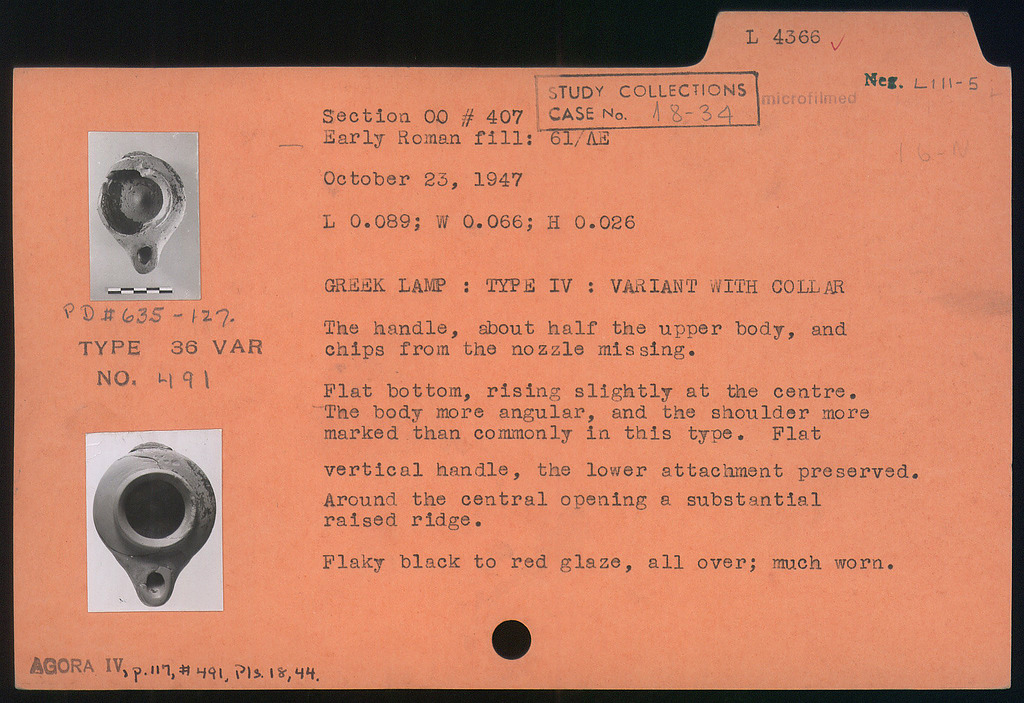 L 4366 ✓
Neg. LIII-5
microfilmed
STUDY COLLECTIONS
CASE No. 18-34
16-N
Section OO # 407
Early Roman fill: 61/ΛE
October 23, 1947
L 0.089; W 0.066; H 0.026
GREEK LAMP : TYPE IV : VARIANT WITH COLLAR
The handle, about half the upper body, and
chips from the nozzle missing.
Flat bottom, rising slightly at the centre.
The body more angular, and the shoulder more
marked than commonly in this type. Flat
vertical handle, the lower attachment preserved.
Around the central opening a substantial
raised ridge.
Flaky black to red glaze, all over; much worn.
PD#635-127.
TYPE 36 VAR
NO. 491
AGORA IV, p.117, #491, Pls.18,44.